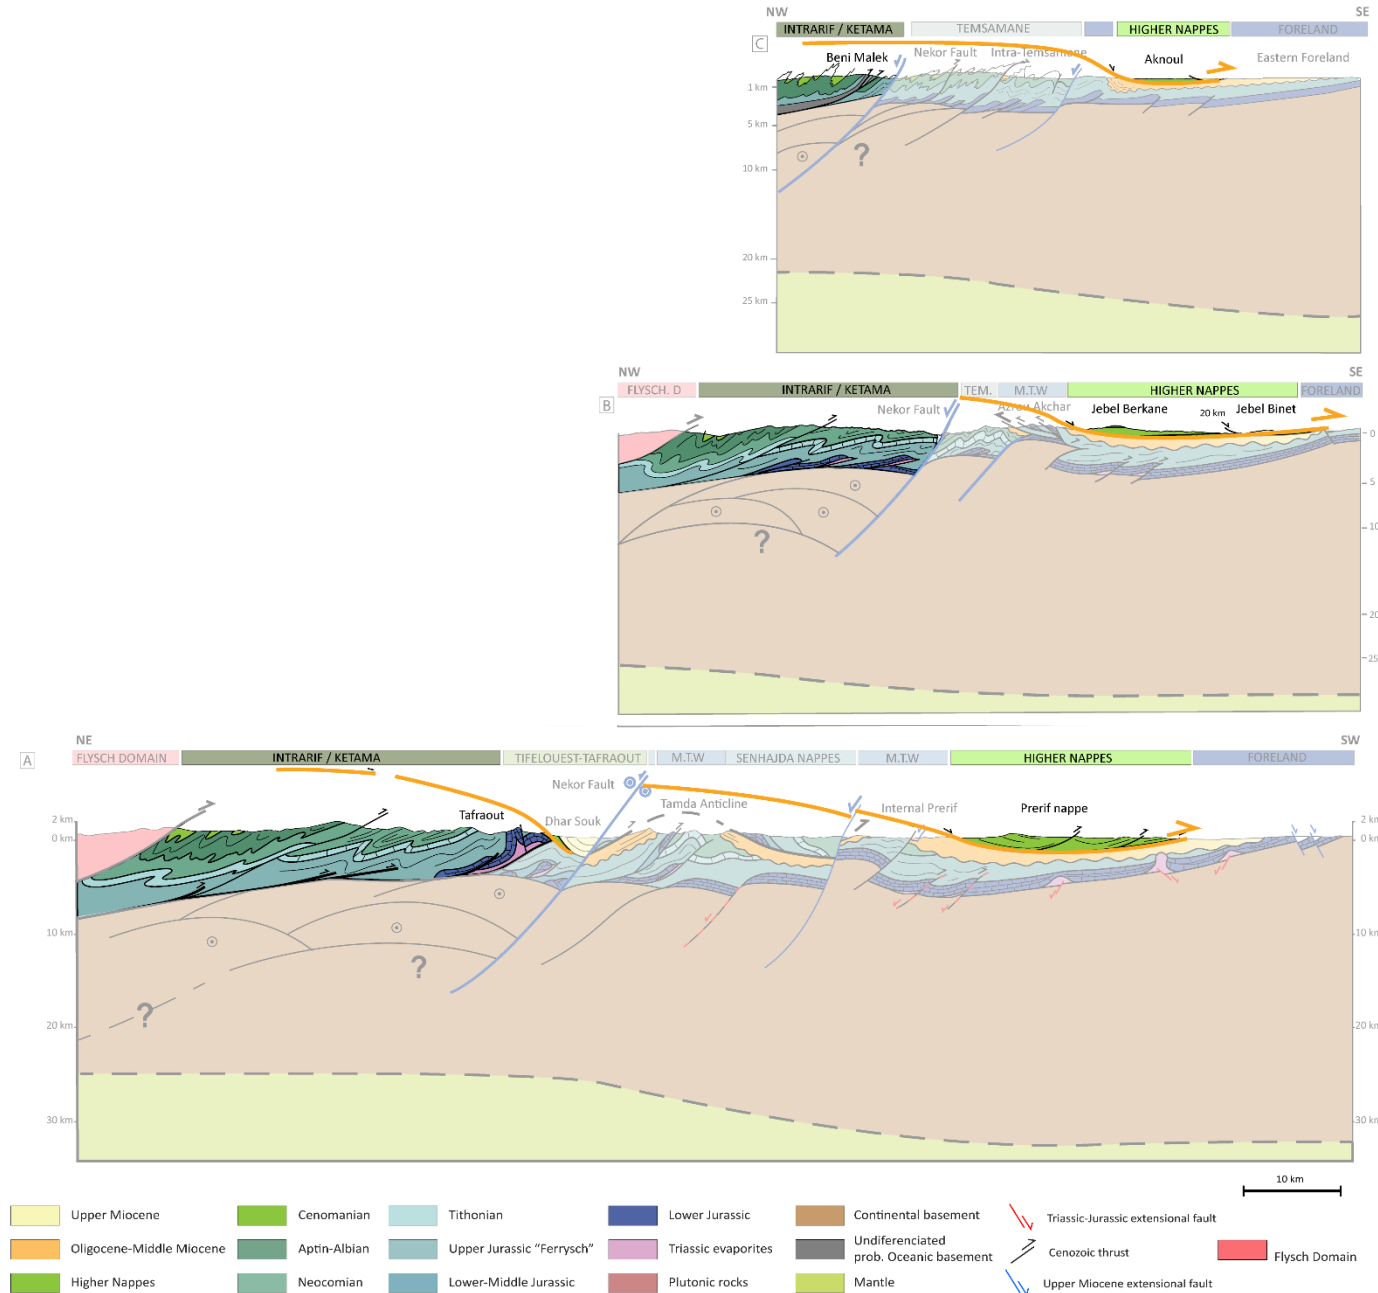 NW
SE
INTRARIF / KETAMA
TEMSAMANE
HIGHER NAPPES
FORELAND
C
Beni Malek
Nekor Fault
Intra-Temsamane
Aknoul
Eastern Foreland
1 km
5 km
?
10 km
20 km
25 km
NW
SE
FLYSCH. D
INTRARIF / KETAMA
TEM.
M.T.W
HIGHER NAPPES
FORELAND
B
Nekor Fault
Azrou Akchar
Jebel Berkane
20 km
Jebel Binet
0
5
10
?
20
25
NE
SW
A
FLYSCH DOMAIN
INTRARIF / KETAMA
TIFELOUEST-TAFRAOUT
M.T.W
SENHAJDA NAPPES
M.T.W
HIGHER NAPPES
FORELAND
Nekor Fault
Tamda Anticline
Internal Prerif
Prerif nappe
Tafraout
Dhar Souk
2 km
2 km
0 km
0 km
10 km
10 km
?
?
20 km
20 km
30 km
30 km
10 km
Upper Miocene
Cenomanian
Tithonian
Lower Jurassic
Continental basement
Triassic-Jurassic extensional fault
Oligocene-Middle Miocene
Aptin-Albian
Upper Jurassic "Ferrysch"
Triassic evaporites
Undiferenciated
prob. Oceanic basement
Cenozoic thrust
Flysch Domain
Higher Nappes
Neocomian
Lower-Middle Jurassic
Plutonic rocks
Mantle
Upper Miocene extensional fault